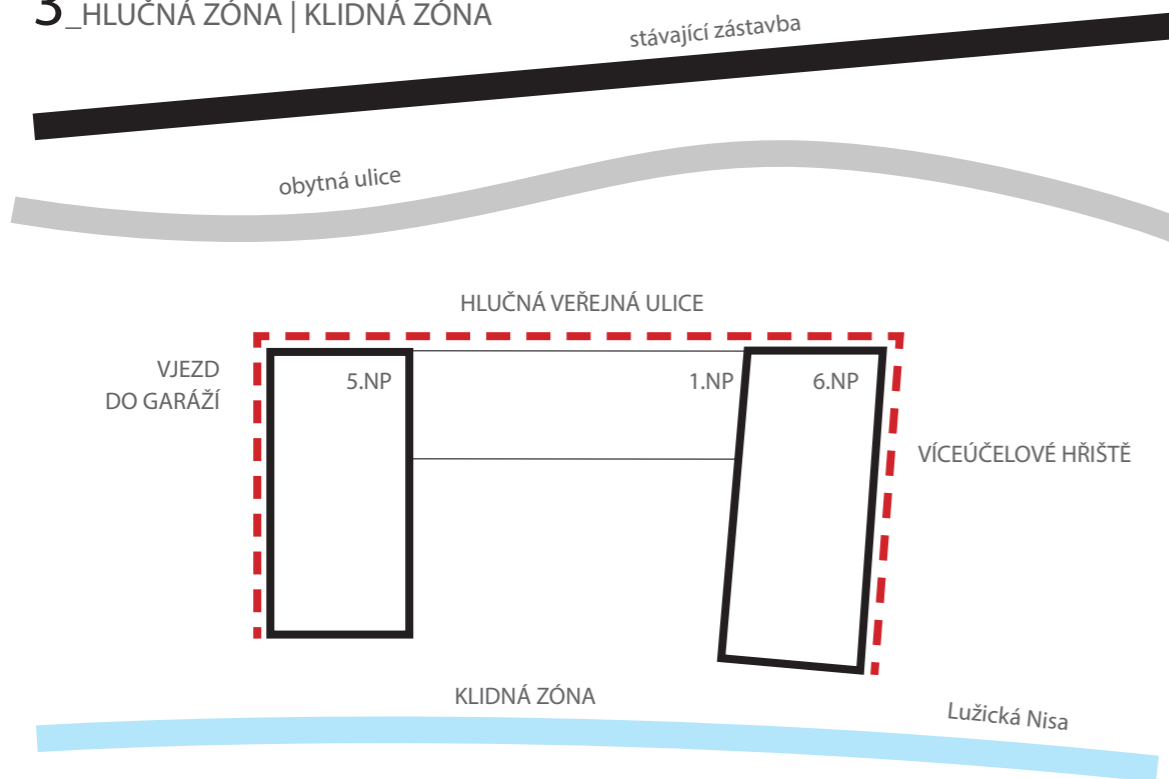 3_HLUČNÁ ZÓNA | KLIDNÁ ZÓNA
stávající zástavba
obytná ulice
HLUČNÁ VEŘEJNÁ ULICE
VJEZD
DO GARÁŽÍ
5.NP
1.NP
6.NP
VÍCEÚČELOVÉ HŘIŠTĚ
KLIDNÁ ZÓNA
Lužická Nisa